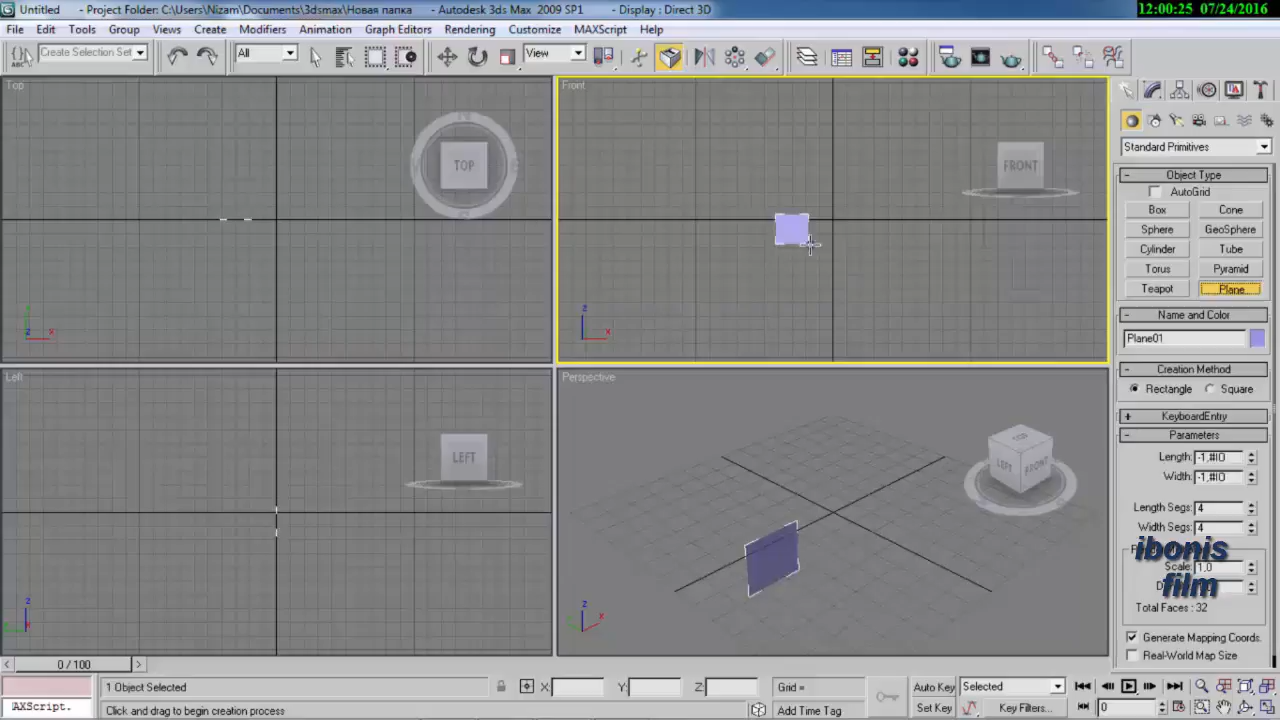 Untitled - Project Folder: C:\Users\Nizam\Documents\3dsmax\Новая папка - Autodesk 3ds Max 2009 SP1 - Display : Direct 3D
12:00:25 07/24/2016
File Edit Tools Group Views Create Modifiers Animation Graph Editors Rendering Customize MAXScript Help
Create Selection Set All View
Top
TOP
Front
FRONT
Left
LEFT
Perspective
LEFT FRONT
Standard Primitives
Object Type
AutoGrid
Box Cone
Sphere GeoSphere
Cylinder Tube
Torus Pyramid
Teapot Plane
Name and Color
Plane01
Creation Method
Rectangle Square
KeyboardEntry
Parameters
Length: -1,#IO
Width: -1,#IO
Length Segs: 4
Width Segs: 4
ibonis
Scale: 1,0
film
Total Faces : 32
Generate Mapping Coords.
Real-World Map Size
0 / 100
1 Object Selected X: Y: Z: Grid = Auto Key Selected
AXScript. Click and drag to begin creation process Add Time Tag Set Key Key Filters... 0